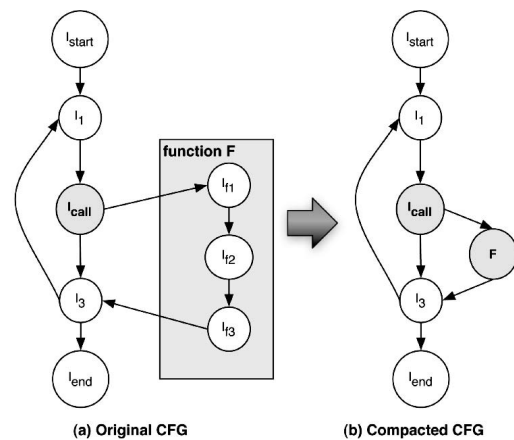 I_start
I_1
I_call
I_3
I_end
function F
I_f1
I_f2
I_f3
(a) Original CFG
I_start
I_1
I_call
F
I_3
I_end
(b) Compacted CFG